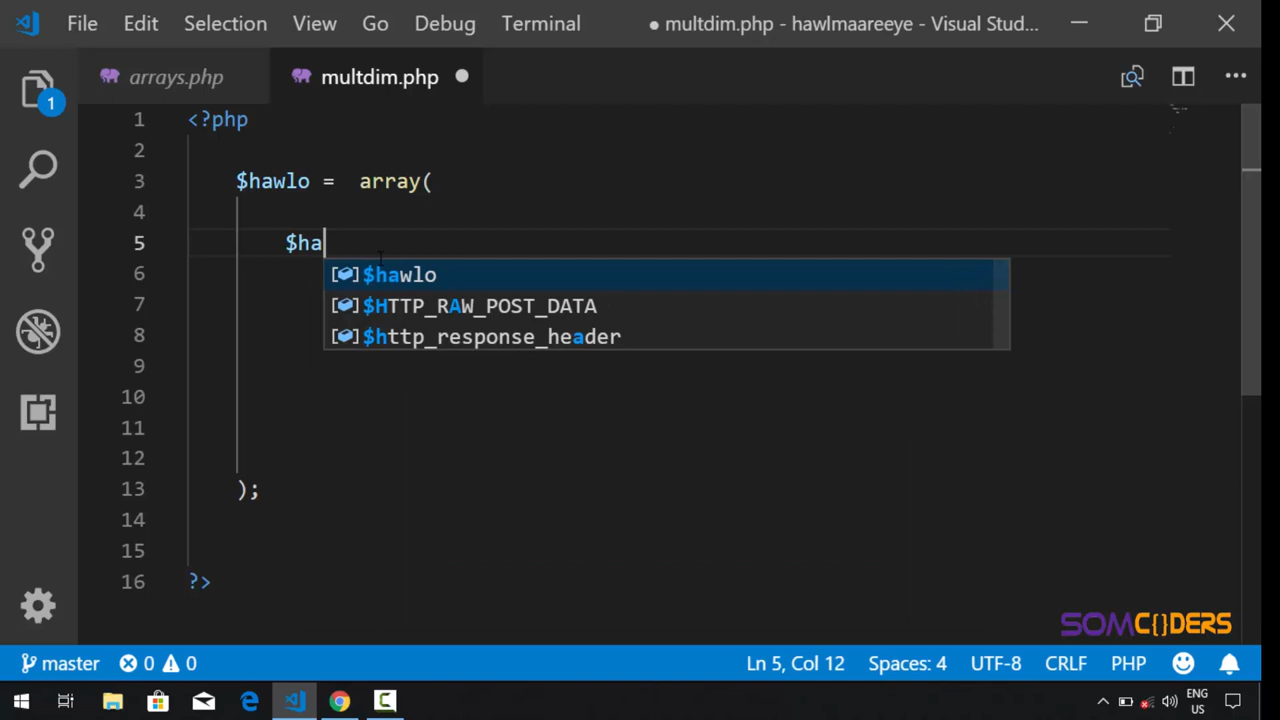 File Edit Selection View Go Debug Terminal ● multdim.php - hawlmaareeye - Visual Stud...
arrays.php multdim.php ●
1
1 <?php
2
3 $hawlo =  array(
4
5 $ha
6 $hawlo
7 $HTTP_RAW_POST_DATA
8 $http_response_header
9
10
11
12
13 );
14
15
16 ?>
SOMC{}DERS
master 0 0 Ln 5, Col 12 Spaces: 4 UTF-8 CRLF PHP
ENG
US